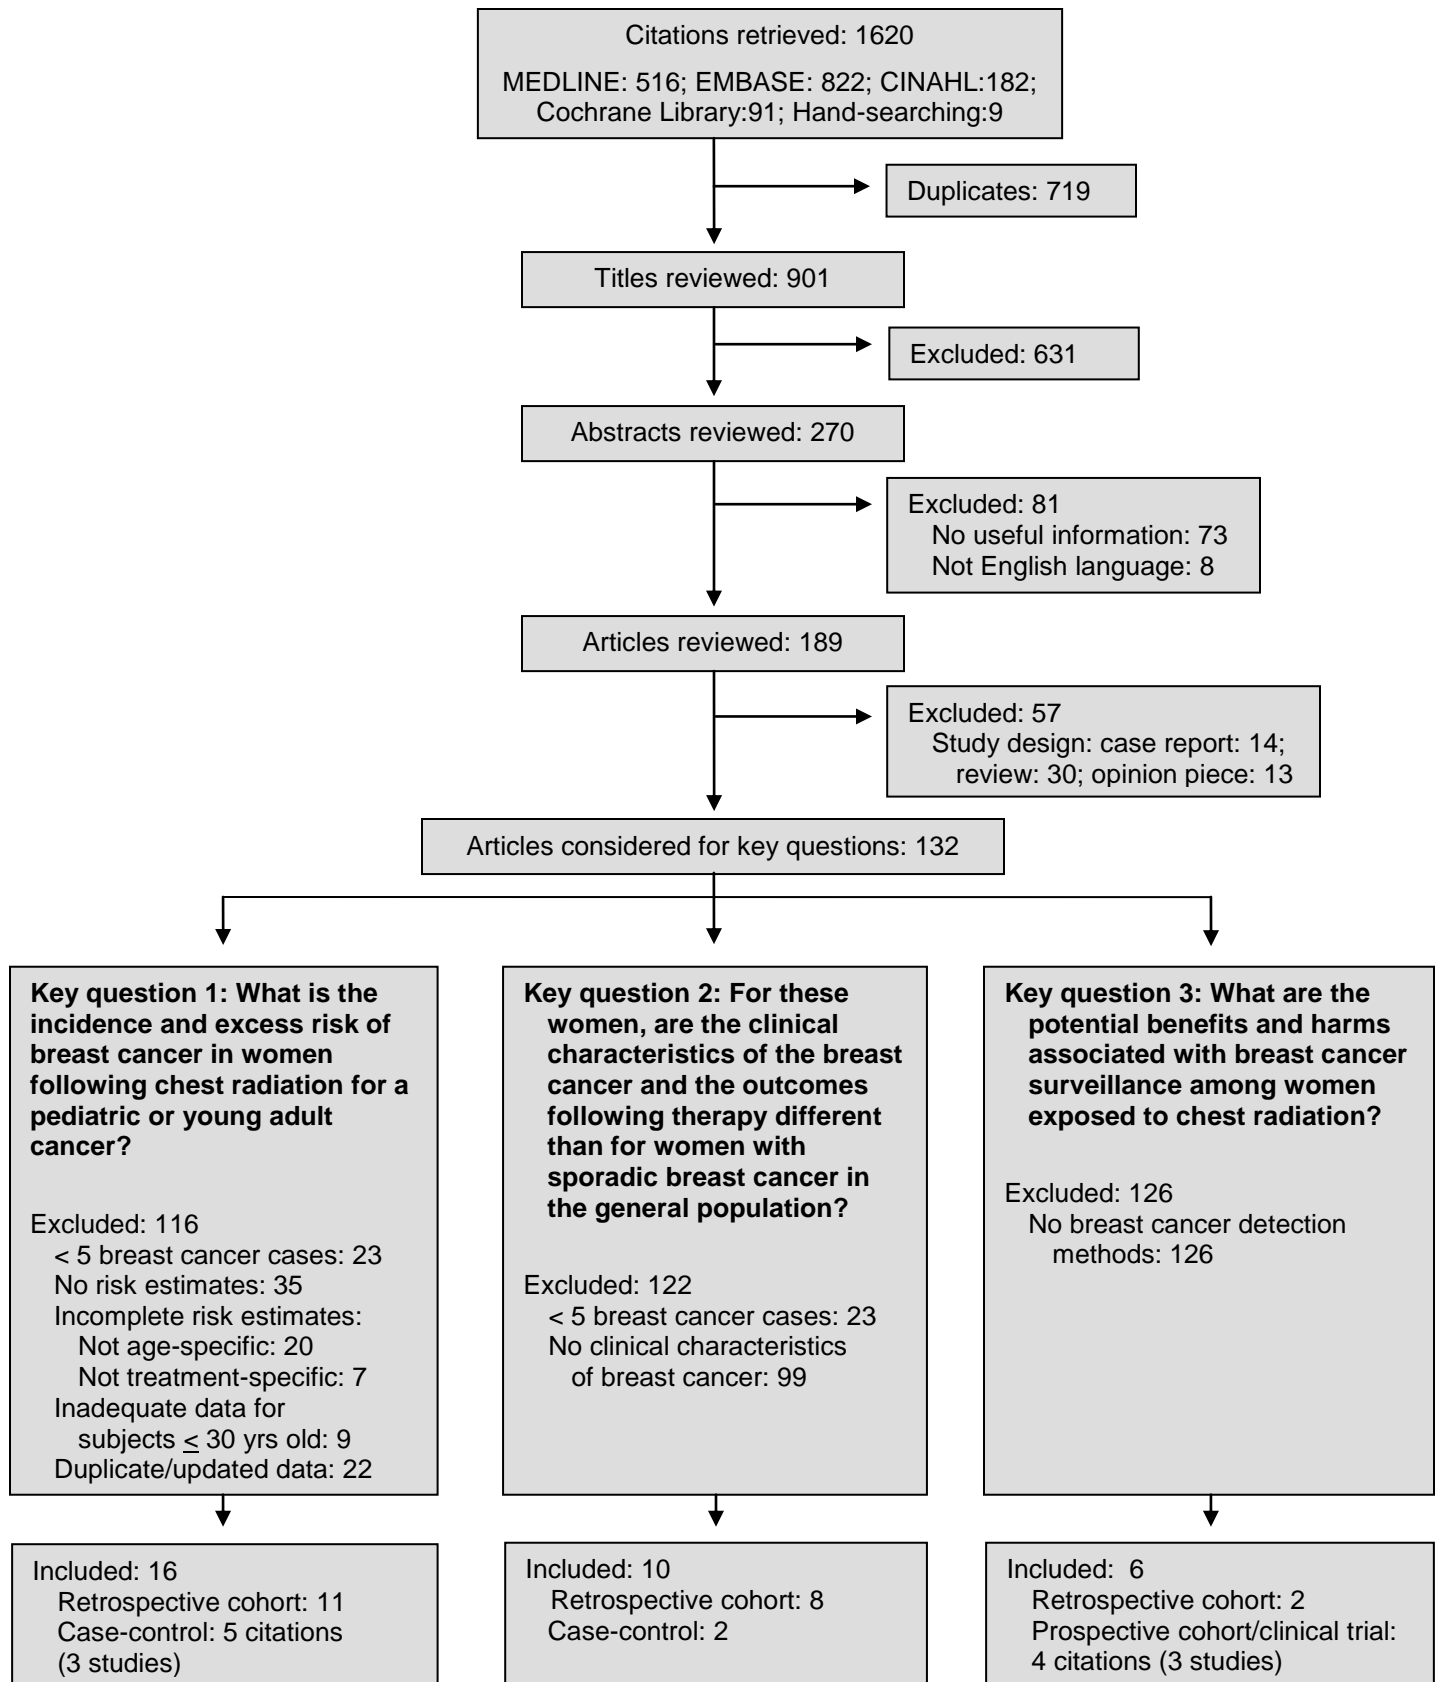 Citations retrieved: 1620
MEDLINE: 516; EMBASE: 822; CINAHL:182;
Cochrane Library:91; Hand-searching:9
Duplicates: 719
Titles reviewed: 901
Excluded: 631
Abstracts reviewed: 270
Excluded: 81
No useful information: 73
Not English language: 8
Articles reviewed: 189
Excluded: 57
Study design: case report: 14;
review: 30; opinion piece: 13
Articles considered for key questions: 132
Key question 1: What is the
incidence and excess risk of
breast cancer in women
following chest radiation for a
pediatric or young adult
cancer?
Excluded: 116
< 5 breast cancer cases: 23
No risk estimates: 35
Incomplete risk estimates:
Not age-specific: 20
Not treatment-specific: 7
Inadequate data for
subjects ≤ 30 yrs old: 9
Duplicate/updated data: 22
Key question 2: For these
women, are the clinical
characteristics of the breast
cancer and the outcomes
following therapy different
than for women with
sporadic breast cancer in
the general population?
Excluded: 122
< 5 breast cancer cases: 23
No clinical characteristics
of breast cancer: 99
Key question 3: What are the
potential benefits and harms
associated with breast cancer
surveillance among women
exposed to chest radiation?
Excluded: 126
No breast cancer detection
methods: 126
Included: 16
Retrospective cohort: 11
Case-control: 5 citations
(3 studies)
Included: 10
Retrospective cohort: 8
Case-control: 2
Included: 6
Retrospective cohort: 2
Prospective cohort/clinical trial:
4 citations (3 studies)